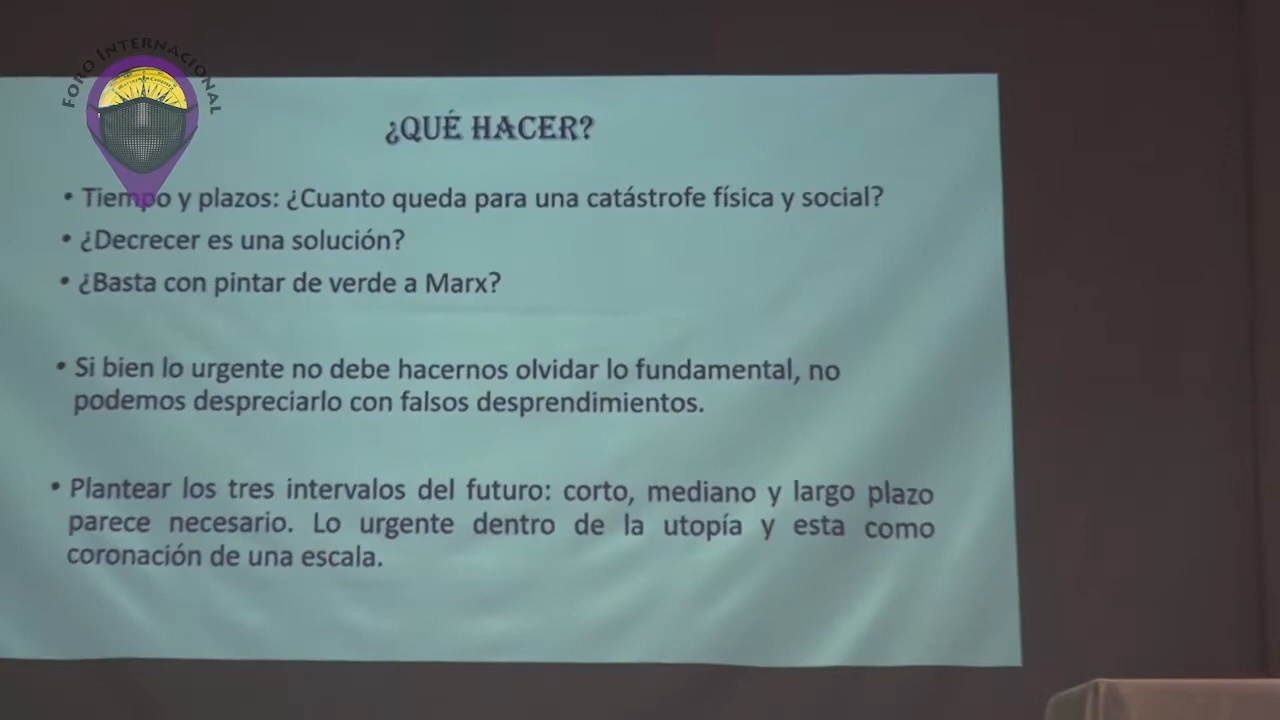 FORO INTERNACIONAL
¿QUÉ HACER?
• Tiempo y plazos: ¿Cuanto queda para una catástrofe física y social?
• ¿Decrecer es una solución?
• ¿Basta con pintar de verde a Marx?
• Si bien lo urgente no debe hacernos olvidar lo fundamental, no
podemos despreciarlo con falsos desprendimientos.
• Plantear los tres intervalos del futuro: corto, mediano y largo plazo
parece necesario. Lo urgente dentro de la utopía y esta como
coronación de una escala.